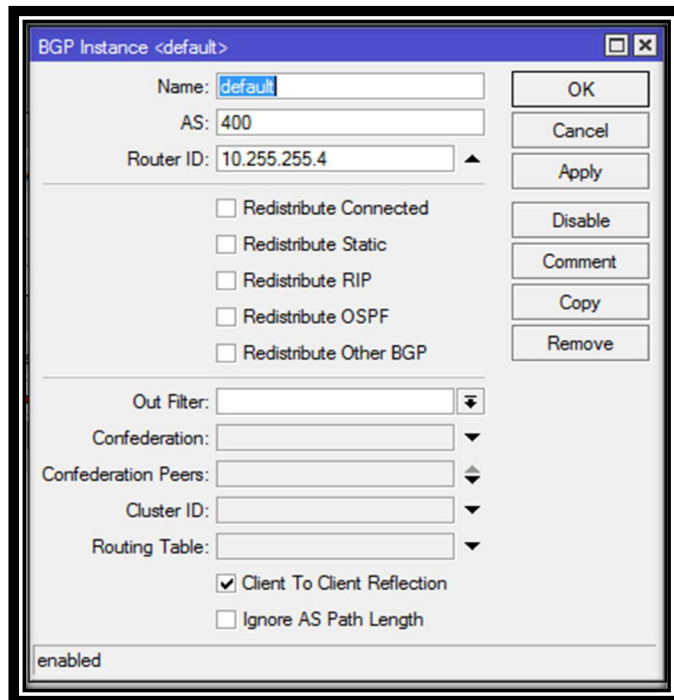 BGP Instance <default>
Name: default
AS: 400
Router ID: 10.255.255.4
Redistribute Connected
Redistribute Static
Redistribute RIP
Redistribute OSPF
Redistribute Other BGP
Out Filter:
Confederation:
Confederation Peers:
Cluster ID:
Routing Table:
Client To Client Reflection
Ignore AS Path Length
enabled
OK
Cancel
Apply
Disable
Comment
Copy
Remove